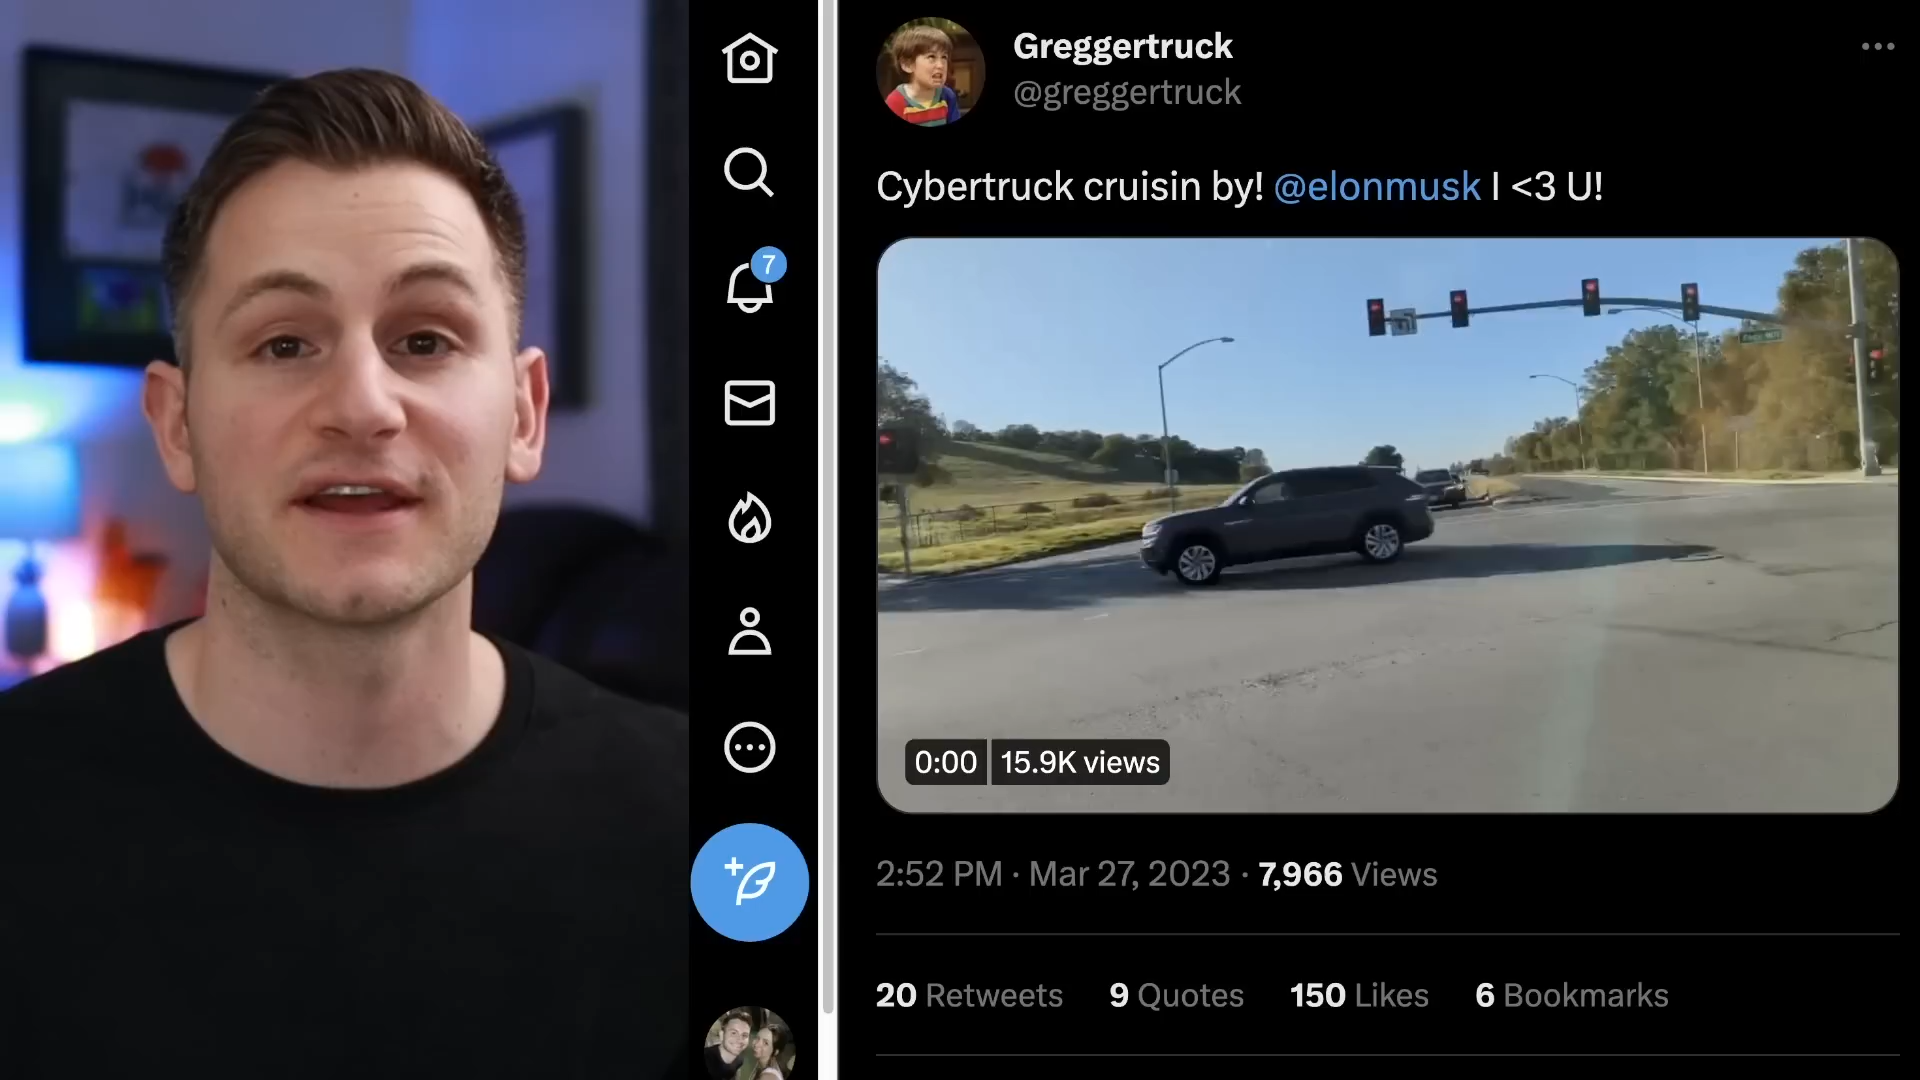 7
Greggertruck
@greggertruck
Cybertruck cruisin by! @elonmusk I <3 U!
0:00 15.9K views
2:52 PM · Mar 27, 2023 · 7,966 Views
20 Retweets 9 Quotes 150 Likes 6 Bookmarks